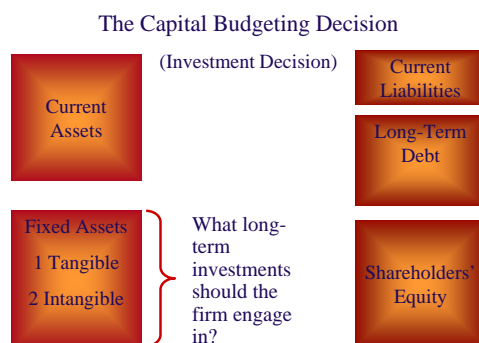 The Capital Budgeting Decision
(Investment Decision)
Current
Assets
Current
Liabilities
Long-Term
Debt
Fixed Assets
1 Tangible
2 Intangible
What long-
term
investments
should the
firm engage
in?
Shareholders’
Equity